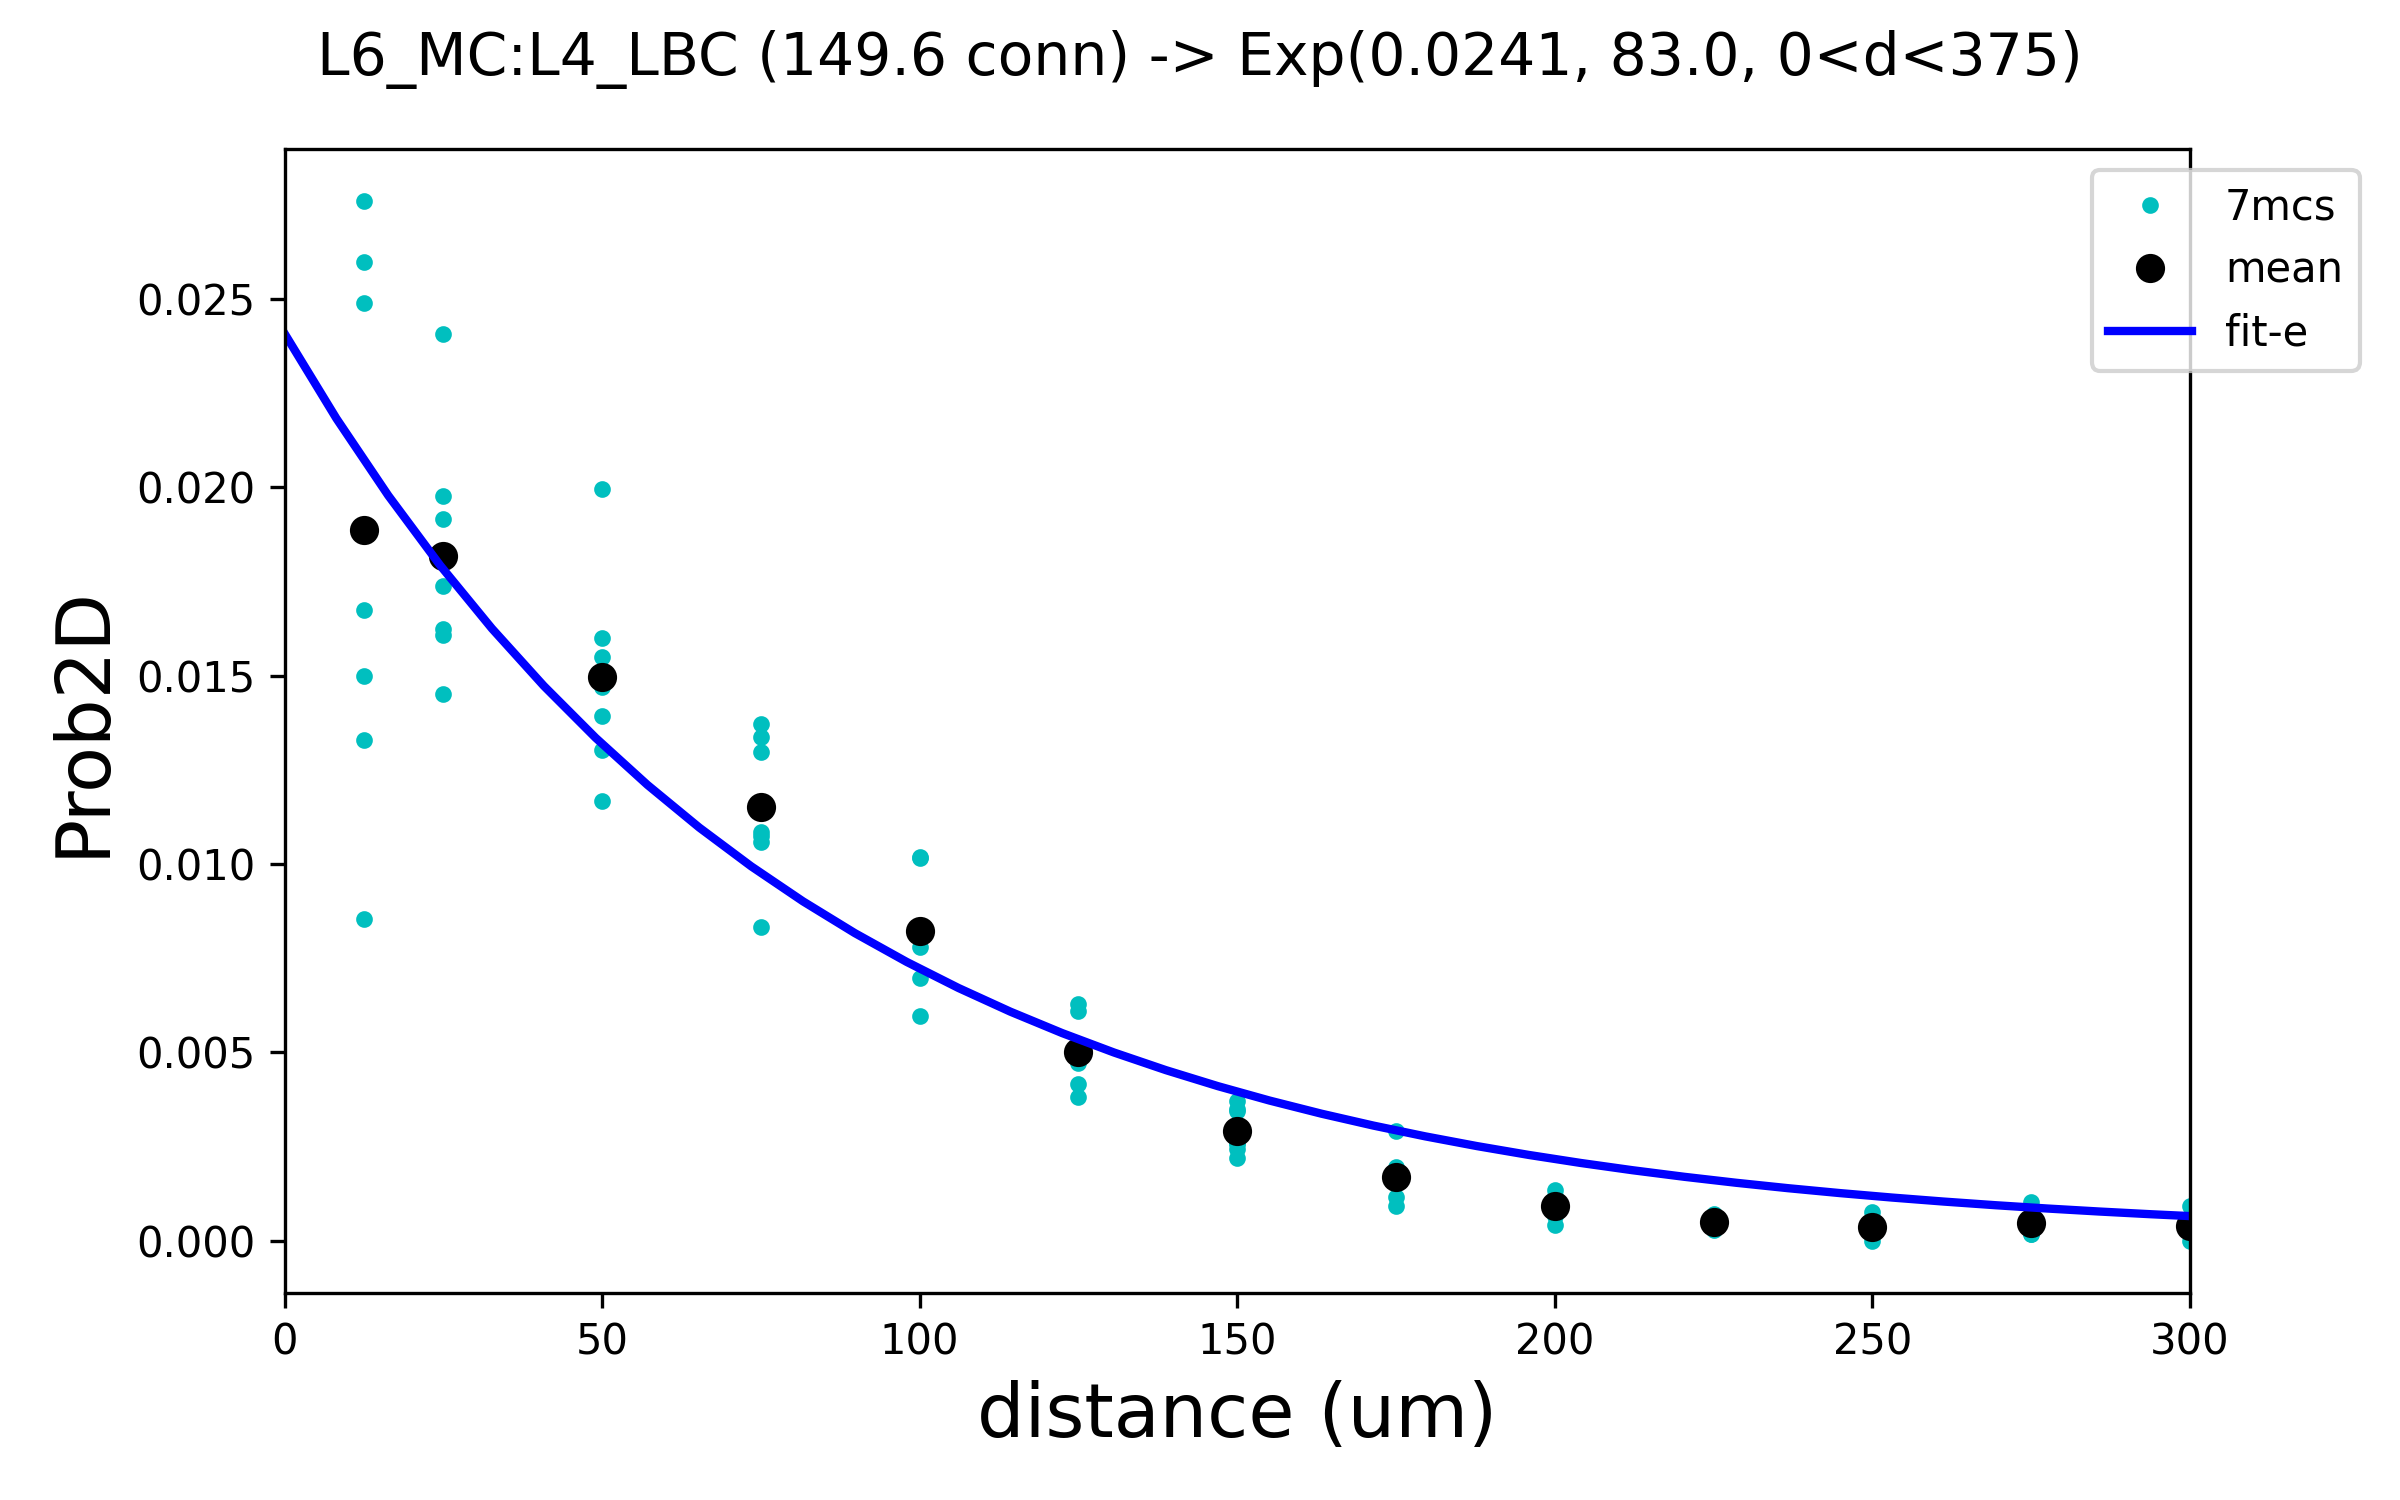 L6_MC:L4_LBC (149.6 conn) -> Exp(0.0241, 83.0, 0<d<375)
7mcs
mean
fit-e
Prob2D
0.025
0.020
0.015
0.010
0.005
0.000
0 50 100 150 200 250 300
distance (um)